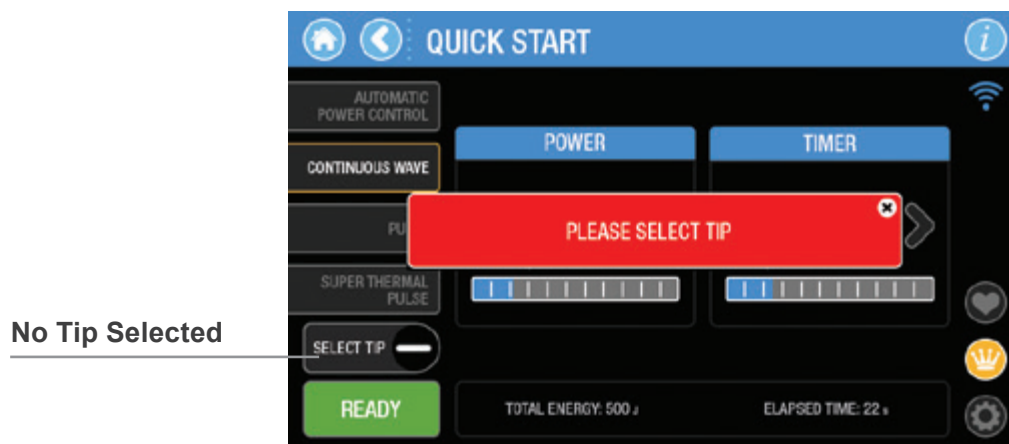 QUICK START
i
AUTOMATIC
POWER CONTROL
POWER
TIMER
CONTINUOUS WAVE
PLEASE SELECT TIP
PU
SUPER THERMAL
PULSE
No Tip Selected
SELECT TIP
READY
TOTAL ENERGY: 500 J
ELAPSED TIME: 22 s